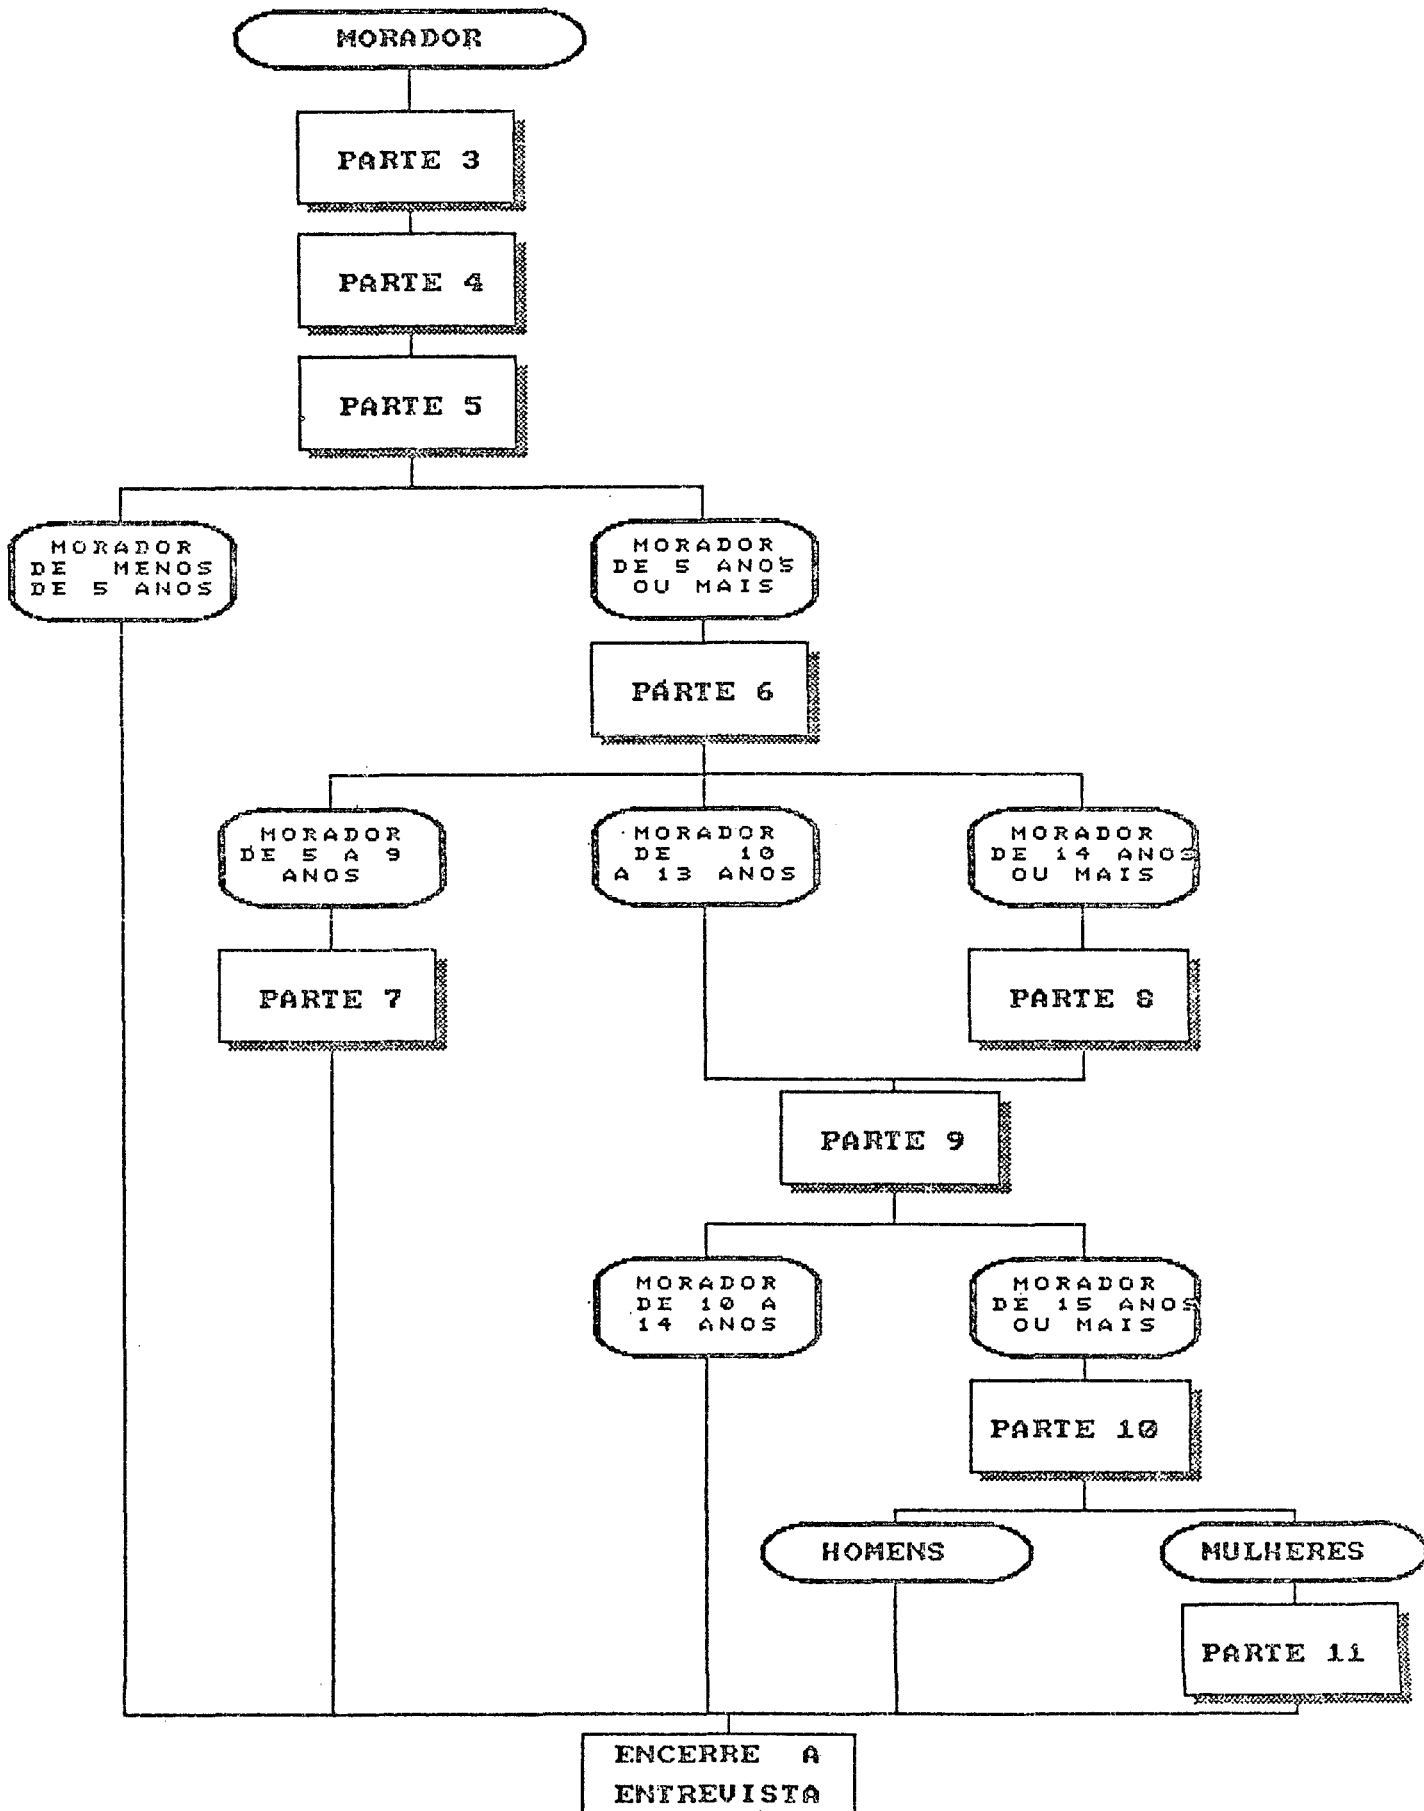 MORADOR
PARTE 3
PARTE 4
PARTE 5
MORADOR
DE MENOS
DE 5 ANOS
MORADOR
DE 5 ANOS
OU MAIS
PARTE 6
MORADOR
DE 5 A 9
ANOS
MORADOR
DE 10
A 13 ANOS
MORADOR
DE 14 ANOS
OU MAIS
PARTE 7
PARTE 8
PARTE 9
MORADOR
DE 10 A
14 ANOS
MORADOR
DE 15 ANOS
OU MAIS
PARTE 10
HOMENS
MULHERES
PARTE 11
ENCERRE A
ENTREVISTA